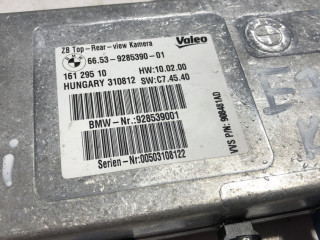 Valeo
ZB Top-Rear-view Kamera
66.53-9285390-01
161 295 10
HW:10.02.00
HUNGARY 310812
SW:C7.45.40
BMW-Nr.:928539001
Serien-Nr:00503108122
VVS P/N: